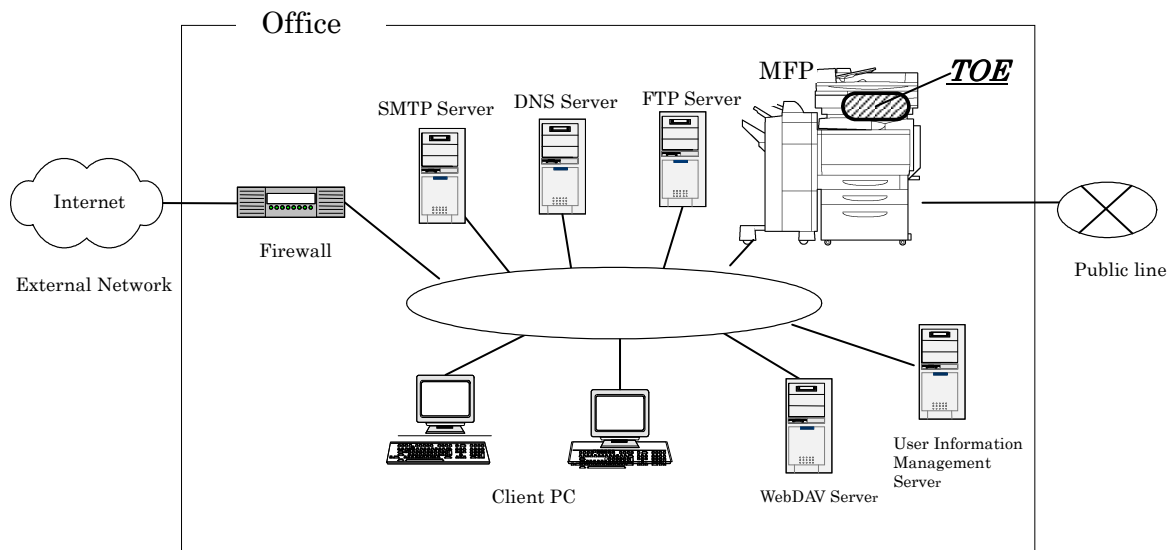 Office
MFP
TOE
SMTP Server
DNS Server
FTP Server
Internet
Firewall
External Network
Public line
Client PC
WebDAV Server
User Information
Management
Server